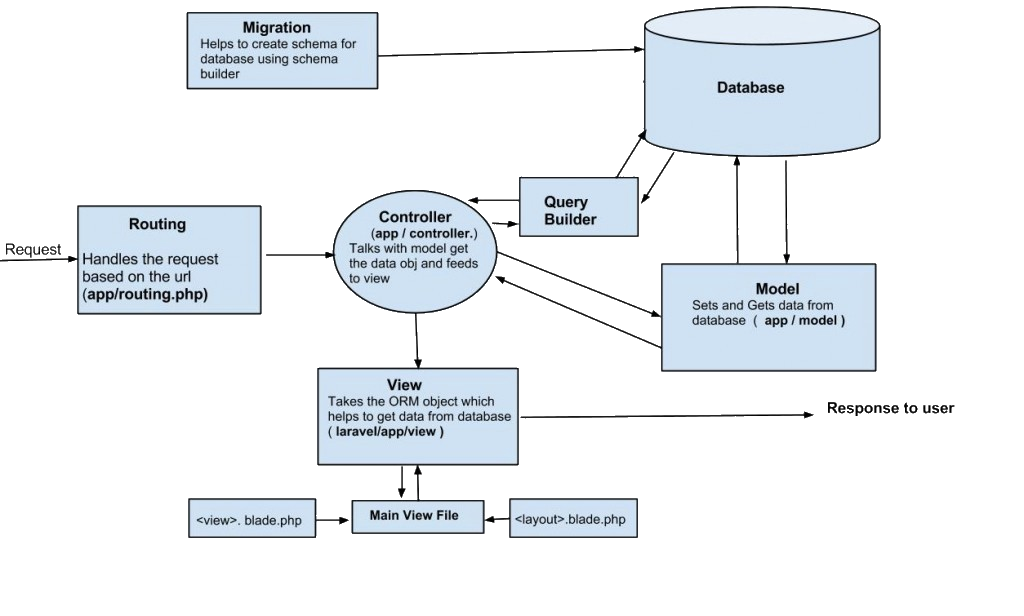 Migration
Helps to create schema for
database using schema
builder
Database
Query
Builder
Request
Routing
Handles the request
based on the url
(app/routing.php)
Controller
(app / controller.)
Talks with model get
the data obj and feeds
to view
Model
Sets and Gets data from
database ( app / model )
View
Takes the ORM object which
helps to get data from database
( laravel/app/view )
Response to user
<view>. blade.php
Main View File
<layout>.blade.php